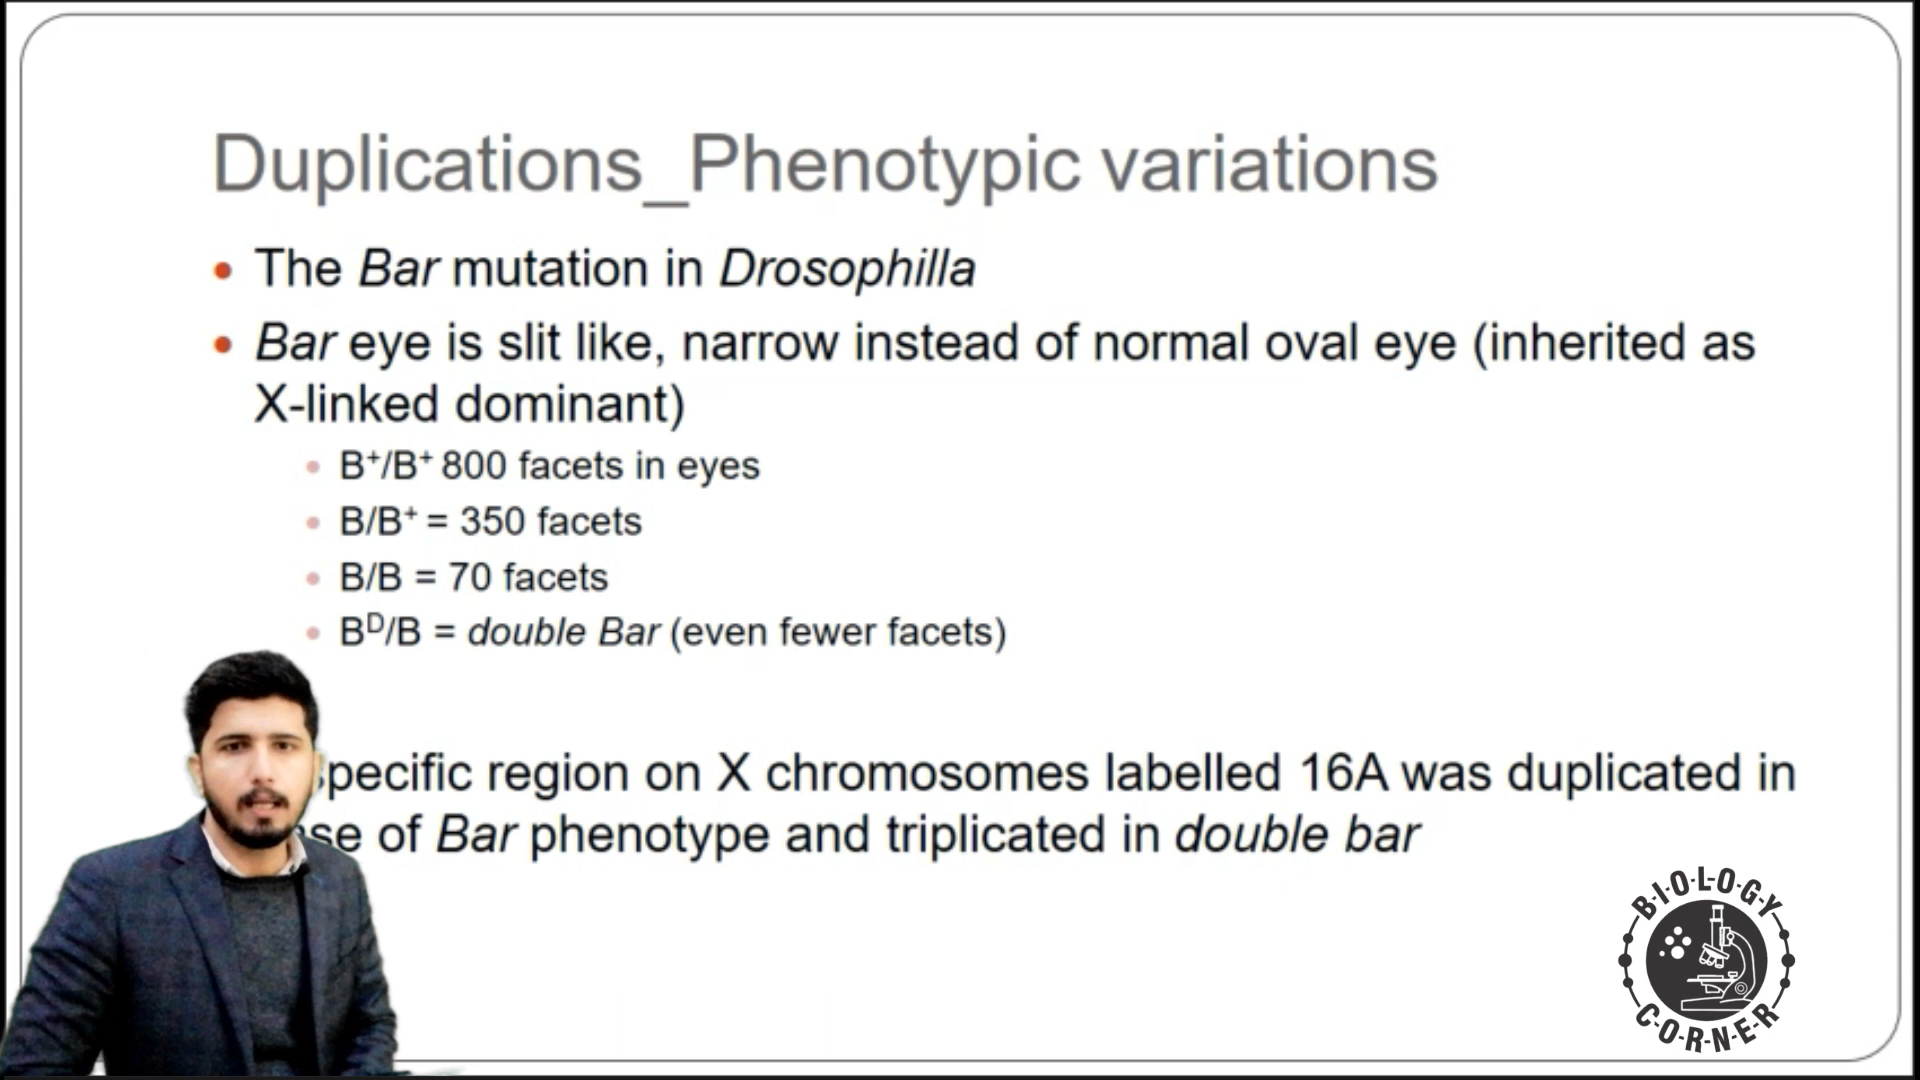 Duplications_Phenotypic variations
• The Bar mutation in Drosophilla
• Bar eye is slit like, narrow instead of normal oval eye (inherited as
X-linked dominant)
• B⁺/B⁺ 800 facets in eyes
• B/B⁺ = 350 facets
• B/B = 70 facets
• Bᴰ/B = double Bar (even fewer facets)
specific region on X chromosomes labelled 16A was duplicated in
of Bar phenotype and triplicated in double bar
B·I·O·L·O·G·Y
C·O·R·N·E·R